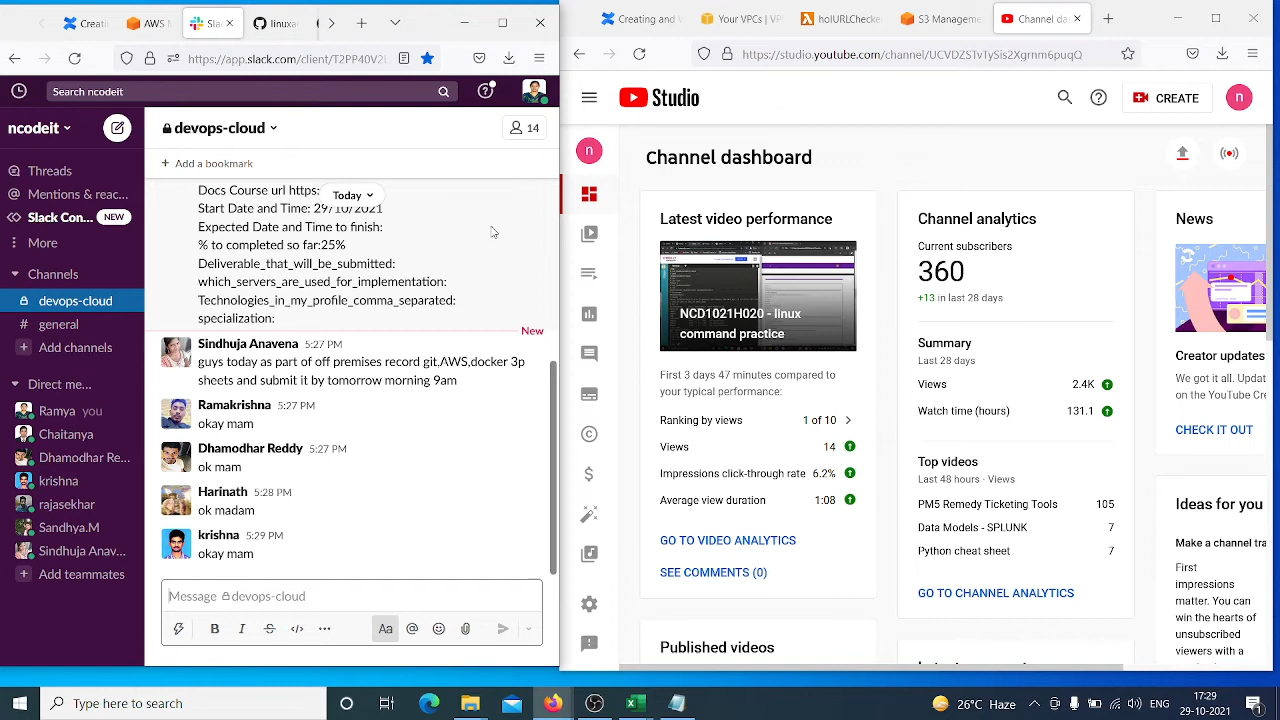 Creating
AWS
Slac
linuxac
https://app.slack.com/client/T2PP40V2
Search ncodeit
ncodeit
devops-cloud
14
Add a bookmark
Threads
Mentions & reac...
Slack Con... NEW
More
Channels
devops-cloud
general
Add channels
Direct me...
Ramya you
Chaitanya
Dhamodhar Re...
krishna
rajasekhar
Sandhya.M
Sindhuja Anav...
Add teammates
Docs Course url https:
Today
Start Date and Time: 29/10/2021
Expected Date and Time to finish:
% to completed so far:25%
Deliverable_that_will_be_submitted:
which_servers_are_used_for_implementation:
Technologies_in_my_profile_comma_separated:
specialization:
New
Sindhuja Anavena 5:27 PM
guys today as part of off premises record git,AWS,docker 3p
sheets and submit it by tomorrow morning 9am
Ramakrishna 5:27 PM
okay mam
Dhamodhar Reddy 5:27 PM
ok mam
Harinath 5:28 PM
ok madam
krishna 5:29 PM
okay mam
Message devops-cloud
B I S </> Aa @
Creating and V
Your VPCs | VP
holURLChecke
S3 Manageme
Channel das
https://studio.youtube.com/channel/UCVDZSTvTyISs2Xgrnm6ouqQ
Studio
CREATE
n
n
Channel dashboard
Latest video performance
NCD1021H020 - linux
command practice
First 3 days 47 minutes compared to
your typical performance:
Ranking by views 1 of 10
Views 14
Impressions click-through rate 6.2%
Average view duration 1:08
GO TO VIDEO ANALYTICS
SEE COMMENTS (0)
Published videos
Channel analytics
Current subscribers
360
+13 in last 28 days
Summary
Last 28 days
Views 2.4K
Watch time (hours) 131.1
Top videos
Last 48 hours · Views
PM5 Remody Ticketing Tools 105
Data Models - SPLUNK 7
Python cheat sheet 7
GO TO CHANNEL ANALYTICS
News
Creator updates
We got it all. Updat
on the YouTube Cre
CHECK IT OUT
Ideas for you
Make a channel tra
First
impressions
matter. You can
win the hearts of
unsubscribed
viewers with a
Type here to search
26°C Haze
ENG
17:29
29-10-2021